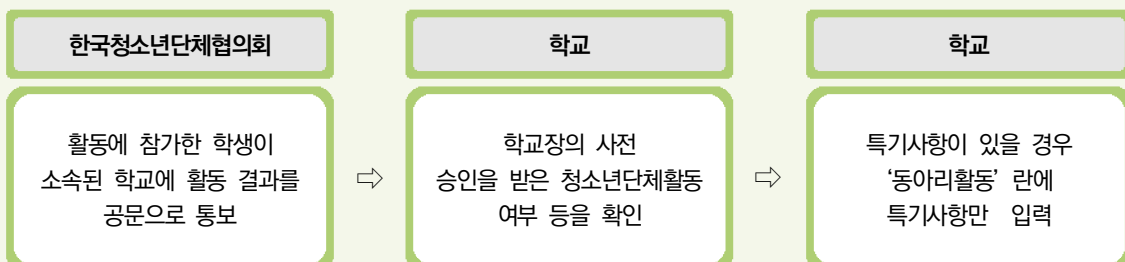 한국청소년단체협의회
활동에 참가한 학생이
소속된 학교에 활동 결과를
공문으로 통보
⇨
학교
학교장의 사전
승인을 받은 청소년단체활동
여부 등을 확인
⇨
학교
특기사항이 있을 경우
‘동아리활동’ 란에
특기사항만 입력